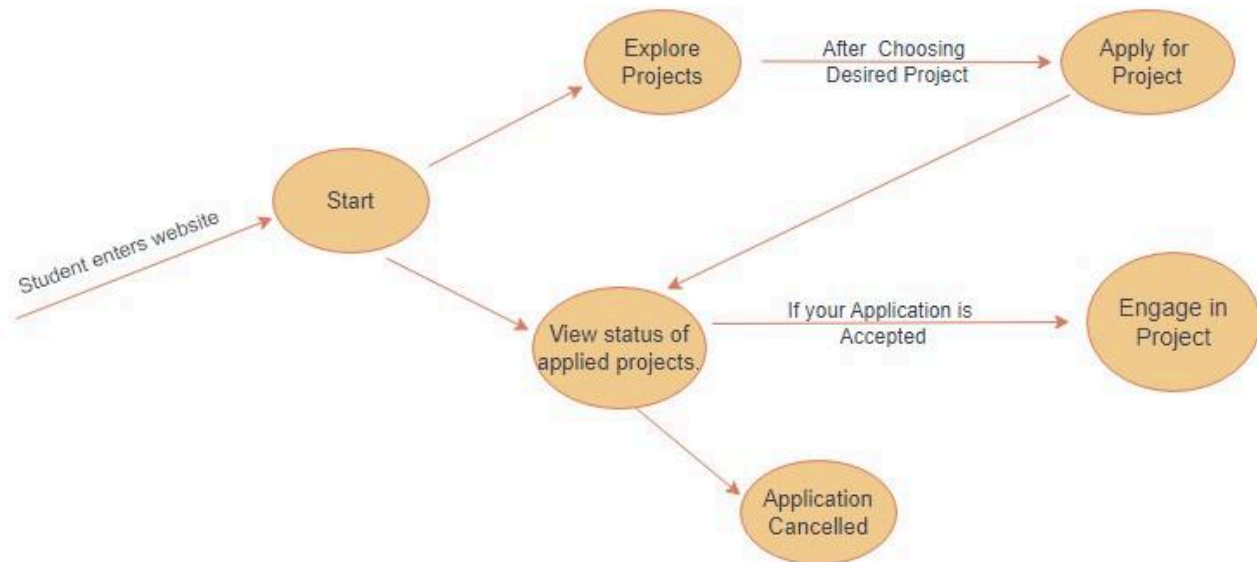 Explore
Projects
After Choosing
Desired Project
Apply for
Project
Start
Student enters website
View status of
applied projects.
If your Application is
Accepted
Engage in
Project
Application
Cancelled